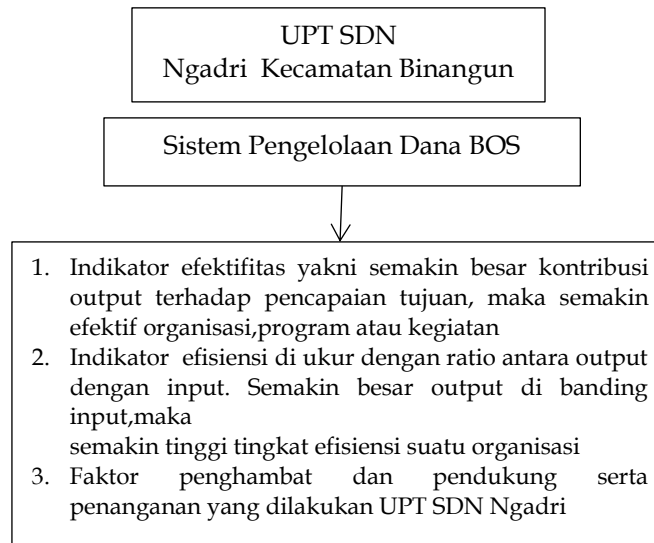 UPT SDN
Ngadri Kecamatan Binangun
Sistem Pengelolaan Dana BOS
1. Indikator efektifitas yakni semakin besar kontribusi
output terhadap pencapaian tujuan, maka semakin
efektif organisasi,program atau kegiatan
2. Indikator efisiensi di ukur dengan ratio antara output
dengan input. Semakin besar output di banding
input,maka
semakin tinggi tingkat efisiensi suatu organisasi
3. Faktor penghambat dan pendukung serta
penanganan yang dilakukan UPT SDN Ngadri